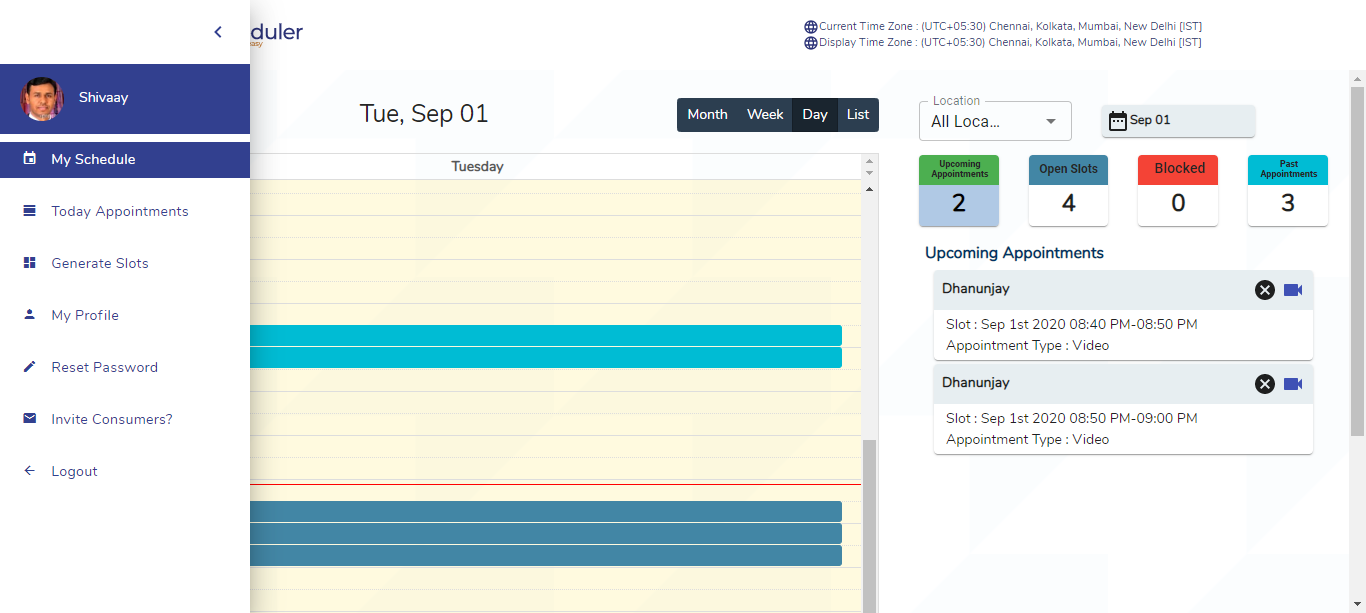 duler
easy
Current Time Zone : (UTC+05:30) Chennai, Kolkata, Mumbai, New Delhi [IST]
Display Time Zone : (UTC+05:30) Chennai, Kolkata, Mumbai, New Delhi [IST]
Shivaay
My Schedule
Today Appointments
Generate Slots
My Profile
Reset Password
Invite Consumers?
Logout
Tue, Sep 01
Month Week Day List
Tuesday
Location
All Loca...
Sep 01
Upcoming
Appointments
2
Open Slots
4
Blocked
0
Past
Appointments
3
Upcoming Appointments
Dhanunjay
Slot : Sep 1st 2020 08:40 PM-08:50 PM
Appointment Type : Video
Dhanunjay
Slot : Sep 1st 2020 08:50 PM-09:00 PM
Appointment Type : Video